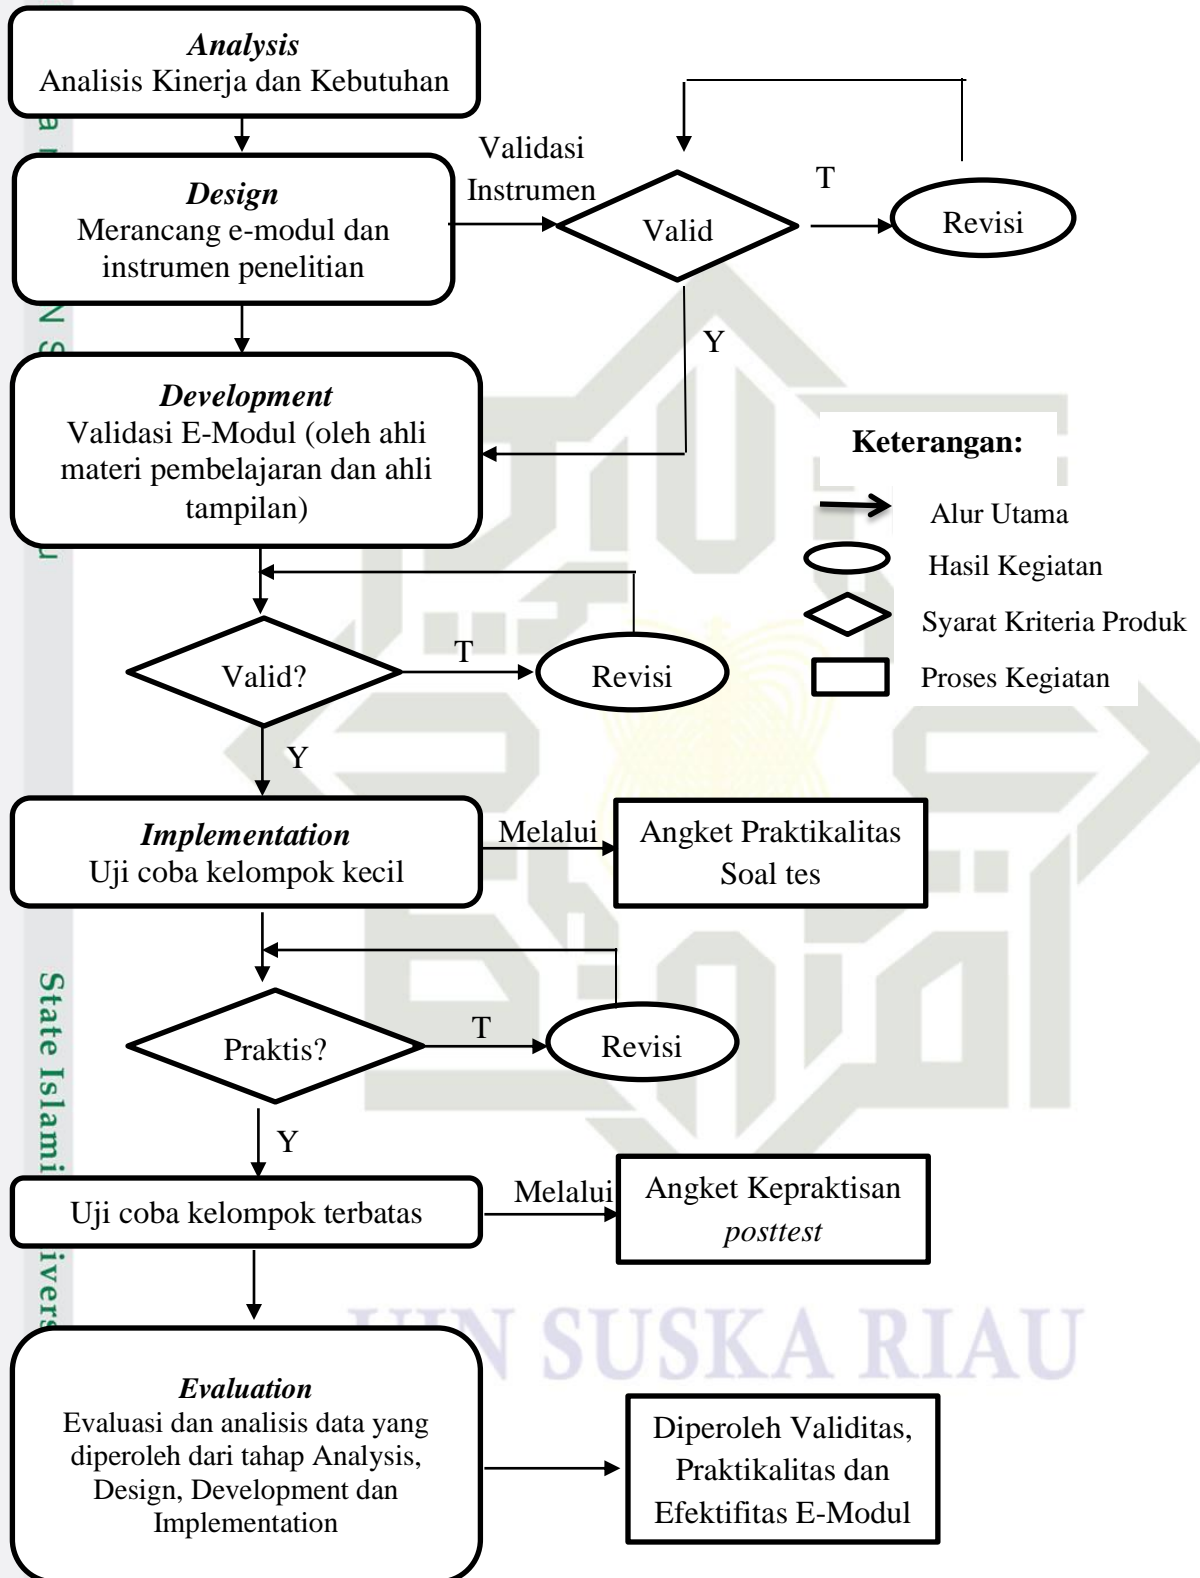 Analysis
Analisis Kinerja dan Kebutuhan
Validasi
Instrumen
Design
Merancang e-modul dan
instrumen penelitian
Valid
T
Revisi
Y
Development
Validasi E-Modul (oleh ahli
materi pembelajaran dan ahli
tampilan)
Keterangan:
Alur Utama
Hasil Kegiatan
Syarat Kriteria Produk
Proses Kegiatan
Valid?
T
Revisi
Y
Implementation
Uji coba kelompok kecil
Melalui
Angket Praktikalitas
Soal tes
Praktis?
T
Revisi
Y
Uji coba kelompok terbatas
Melalui
Angket Kepraktisan
posttest
Evaluation
Evaluasi dan analisis data yang
diperoleh dari tahap Analysis,
Design, Development dan
Implementation
Diperoleh Validitas,
Praktikalitas dan
Efektifitas E-Modul
State Islami
ivers
SUSKA RIAU